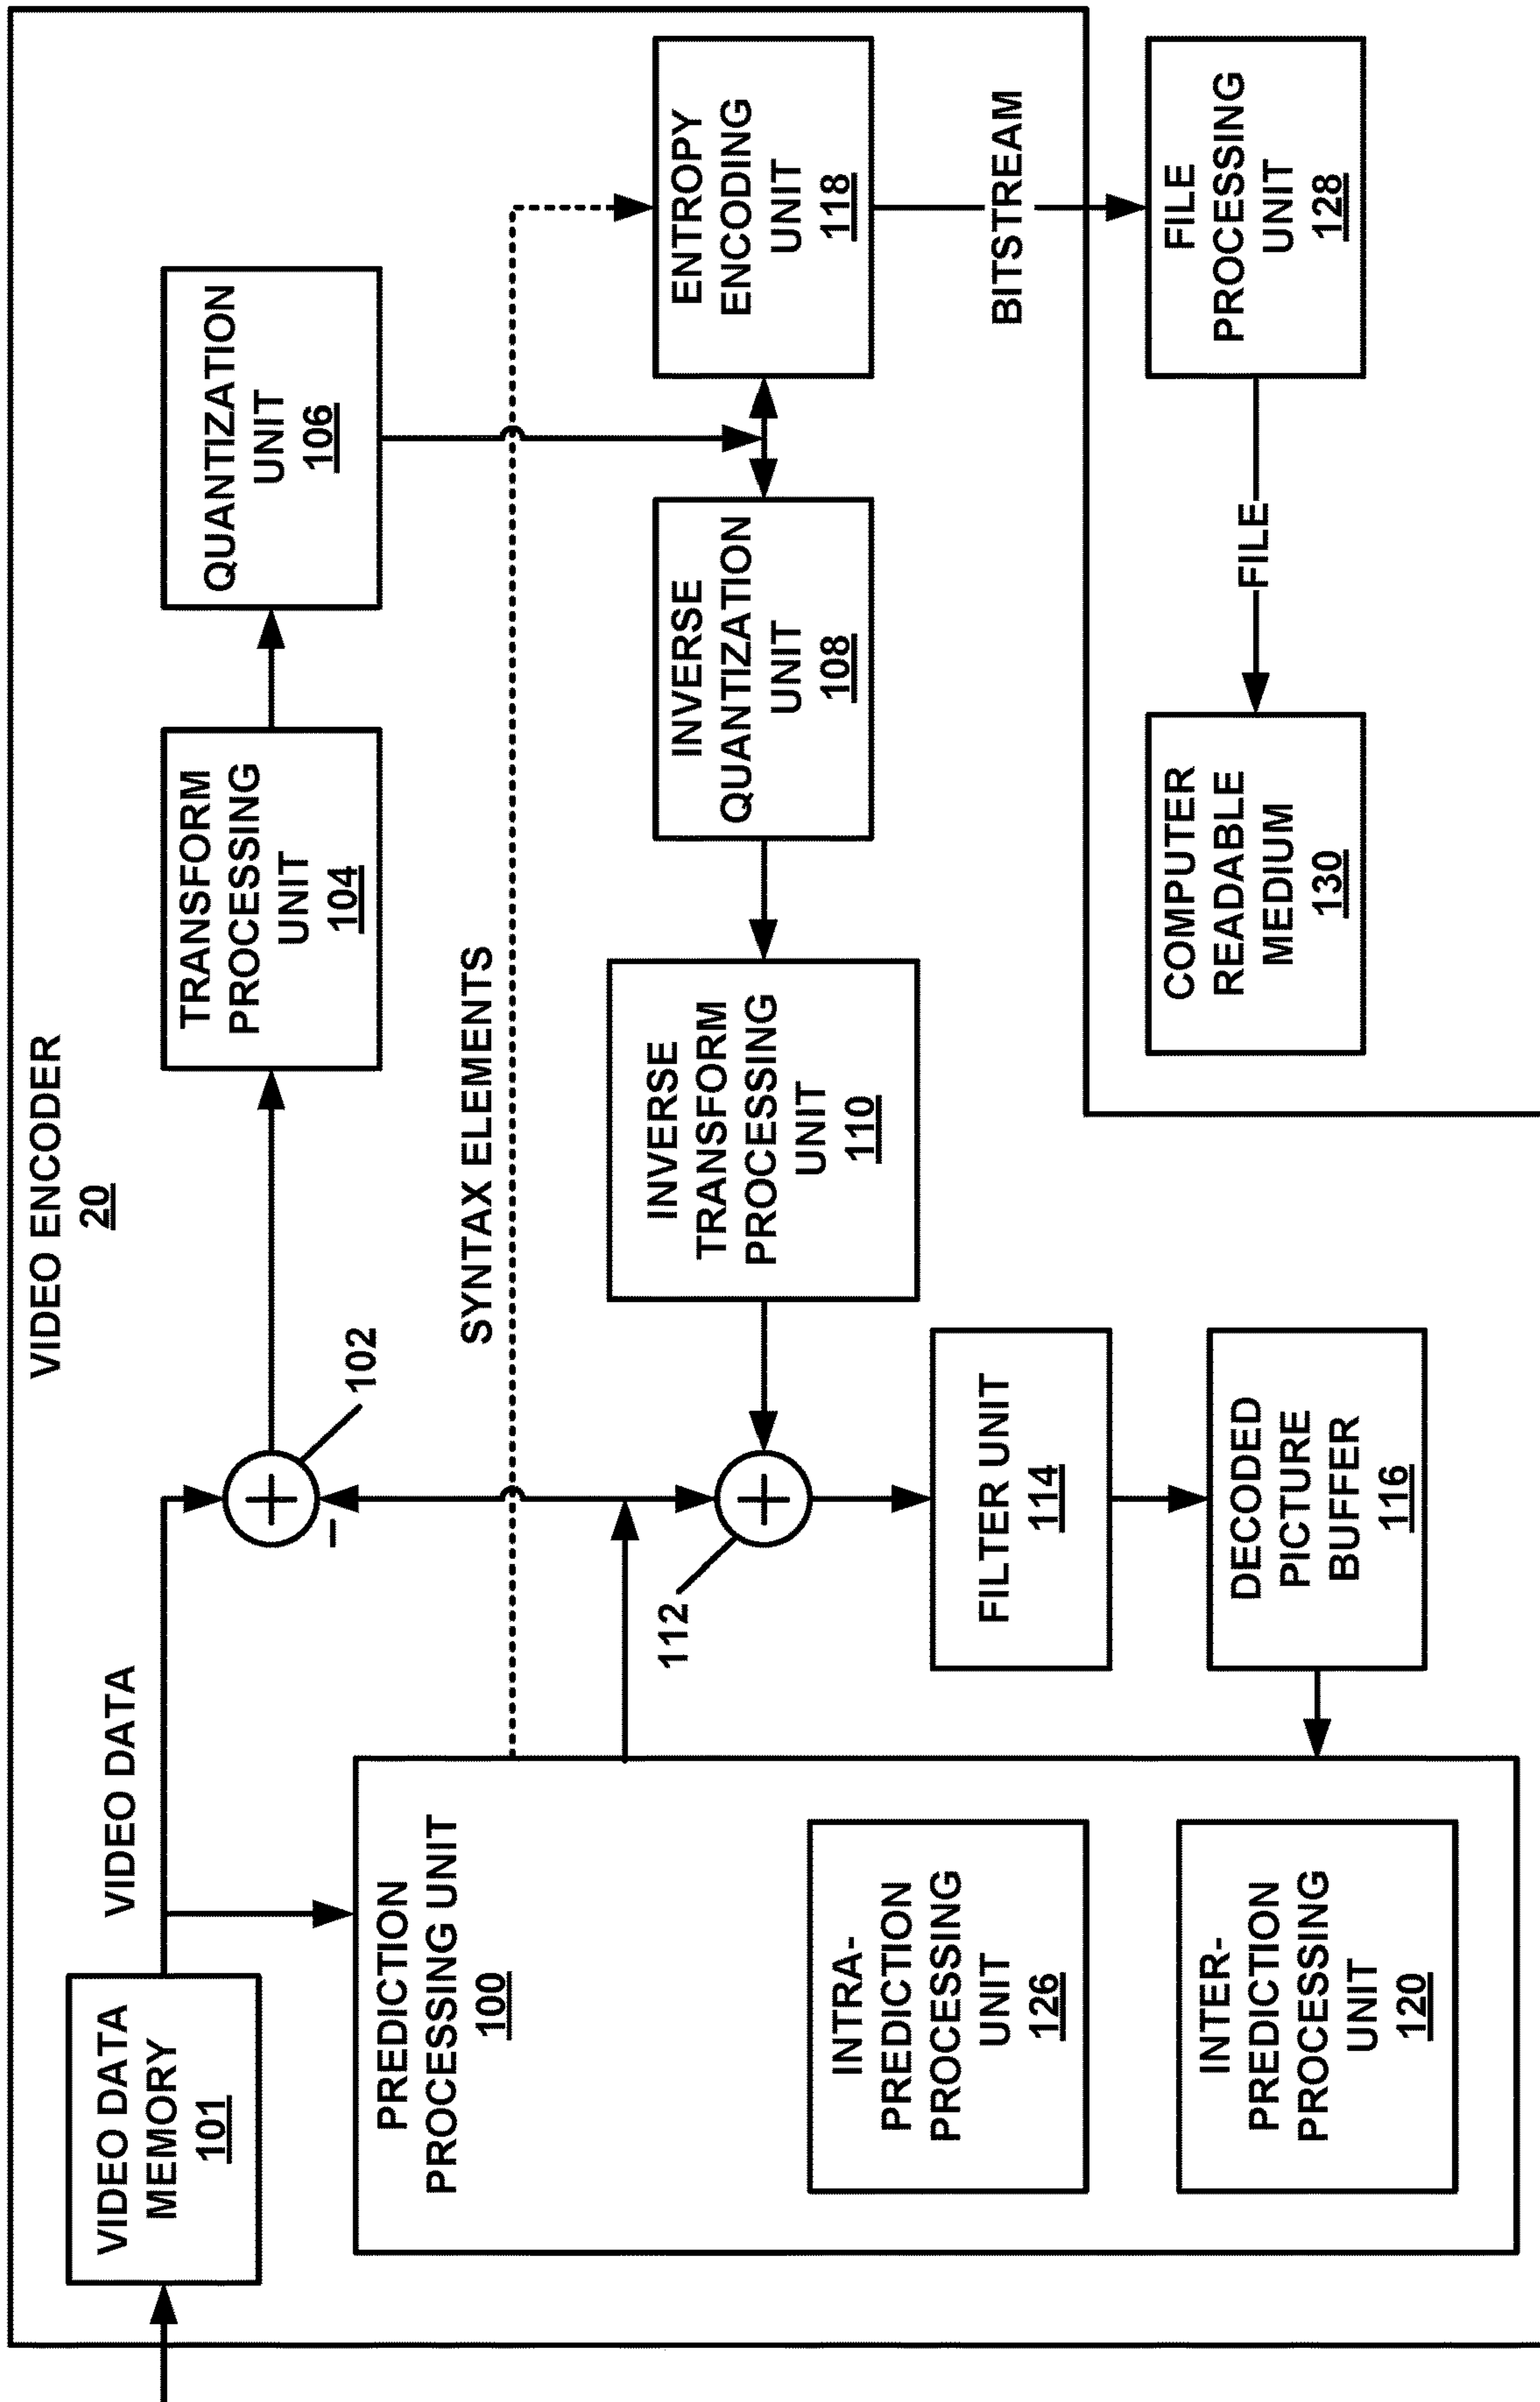 VIDEO ENCODER
20
VIDEO DATA
MEMORY
101
VIDEO DATA
102
TRANSFORM
PROCESSING
UNIT
104
QUANTIZATION
UNIT
106
PREDICTION
PROCESSING UNIT
100
SYNTAX ELEMENTS
112
INVERSE
TRANSFORM
PROCESSING
UNIT
110
INVERSE
QUANTIZATION
UNIT
108
ENTROPY
ENCODING
UNIT
118
INTRA-
PREDICTION
PROCESSING
UNIT
126
FILTER UNIT
114
BITSTREAM
INTER-
PREDICTION
PROCESSING
UNIT
120
DECODED
PICTURE
BUFFER
116
COMPUTER
READABLE
MEDIUM
130
FILE
FILE
PROCESSING
UNIT
128